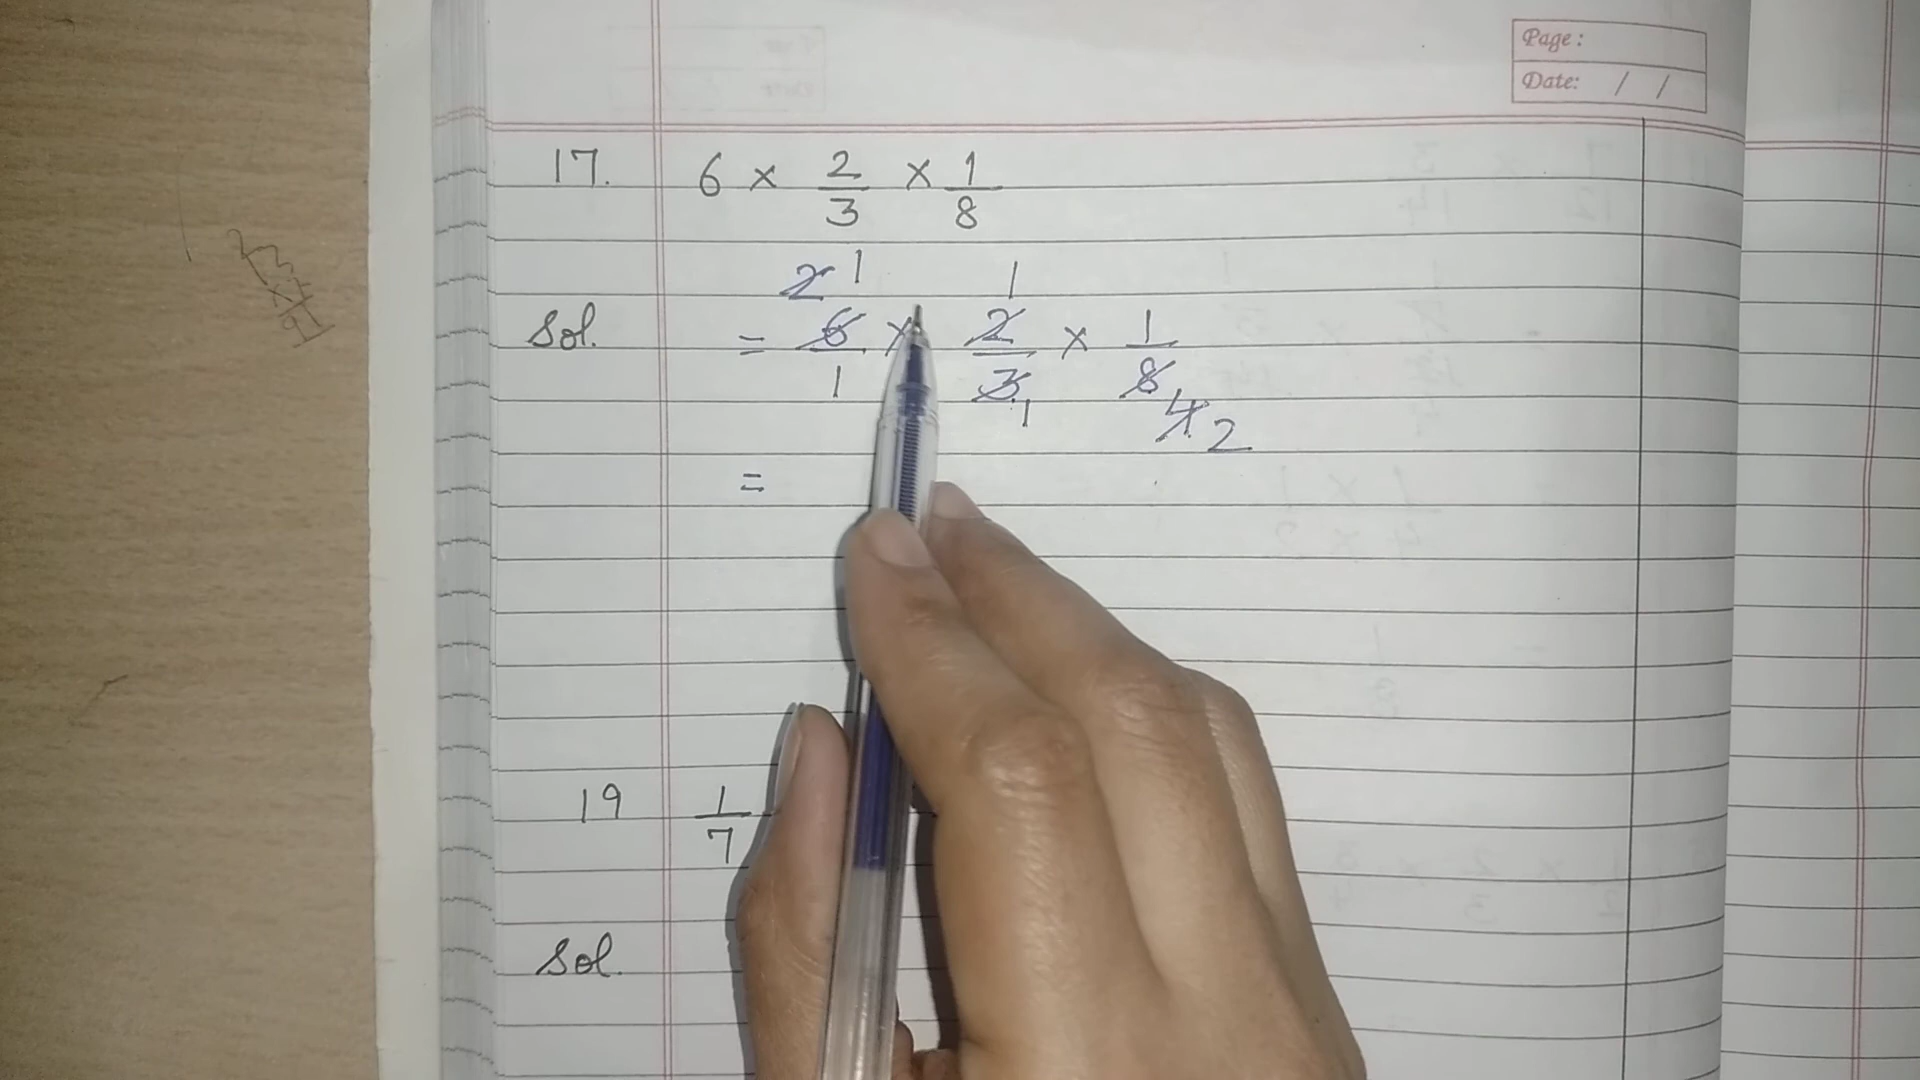 Page:
Date: / /
17. 6 × 2/3 × 1/8
2 1 1
Sol. = 6/1 × 2/3 × 1/8
1 4 2
=
19 1/7
Sol.